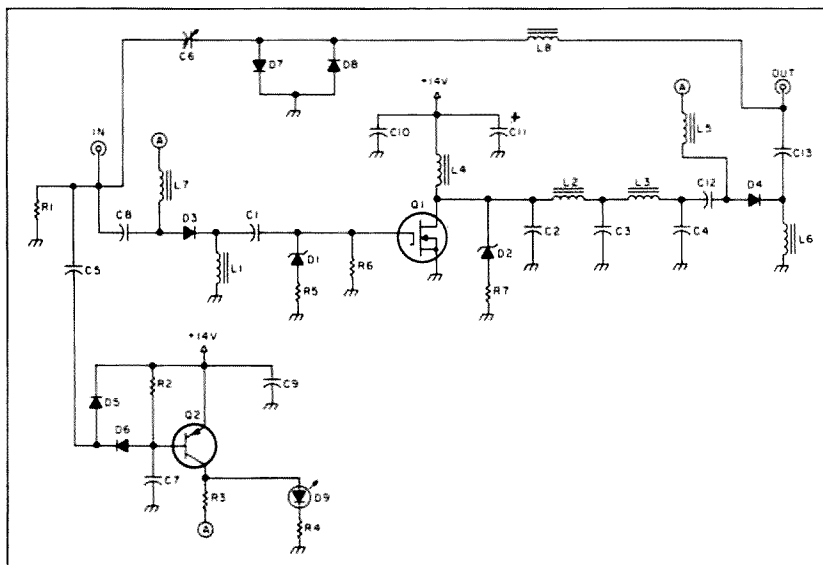 C6
D7
D8
L8
+14V
A
OUT
IN
A
C10
+
C11
L5
L7
L4
C13
R1
C8
D3
C1
Q1
L2
L3
C12
D4
C5
L1
D1
R6
D2
C2
C3
C4
L6
R5
R7
+14V
R2
D5
C9
D6
Q2
C7
R3
D9
A
R4